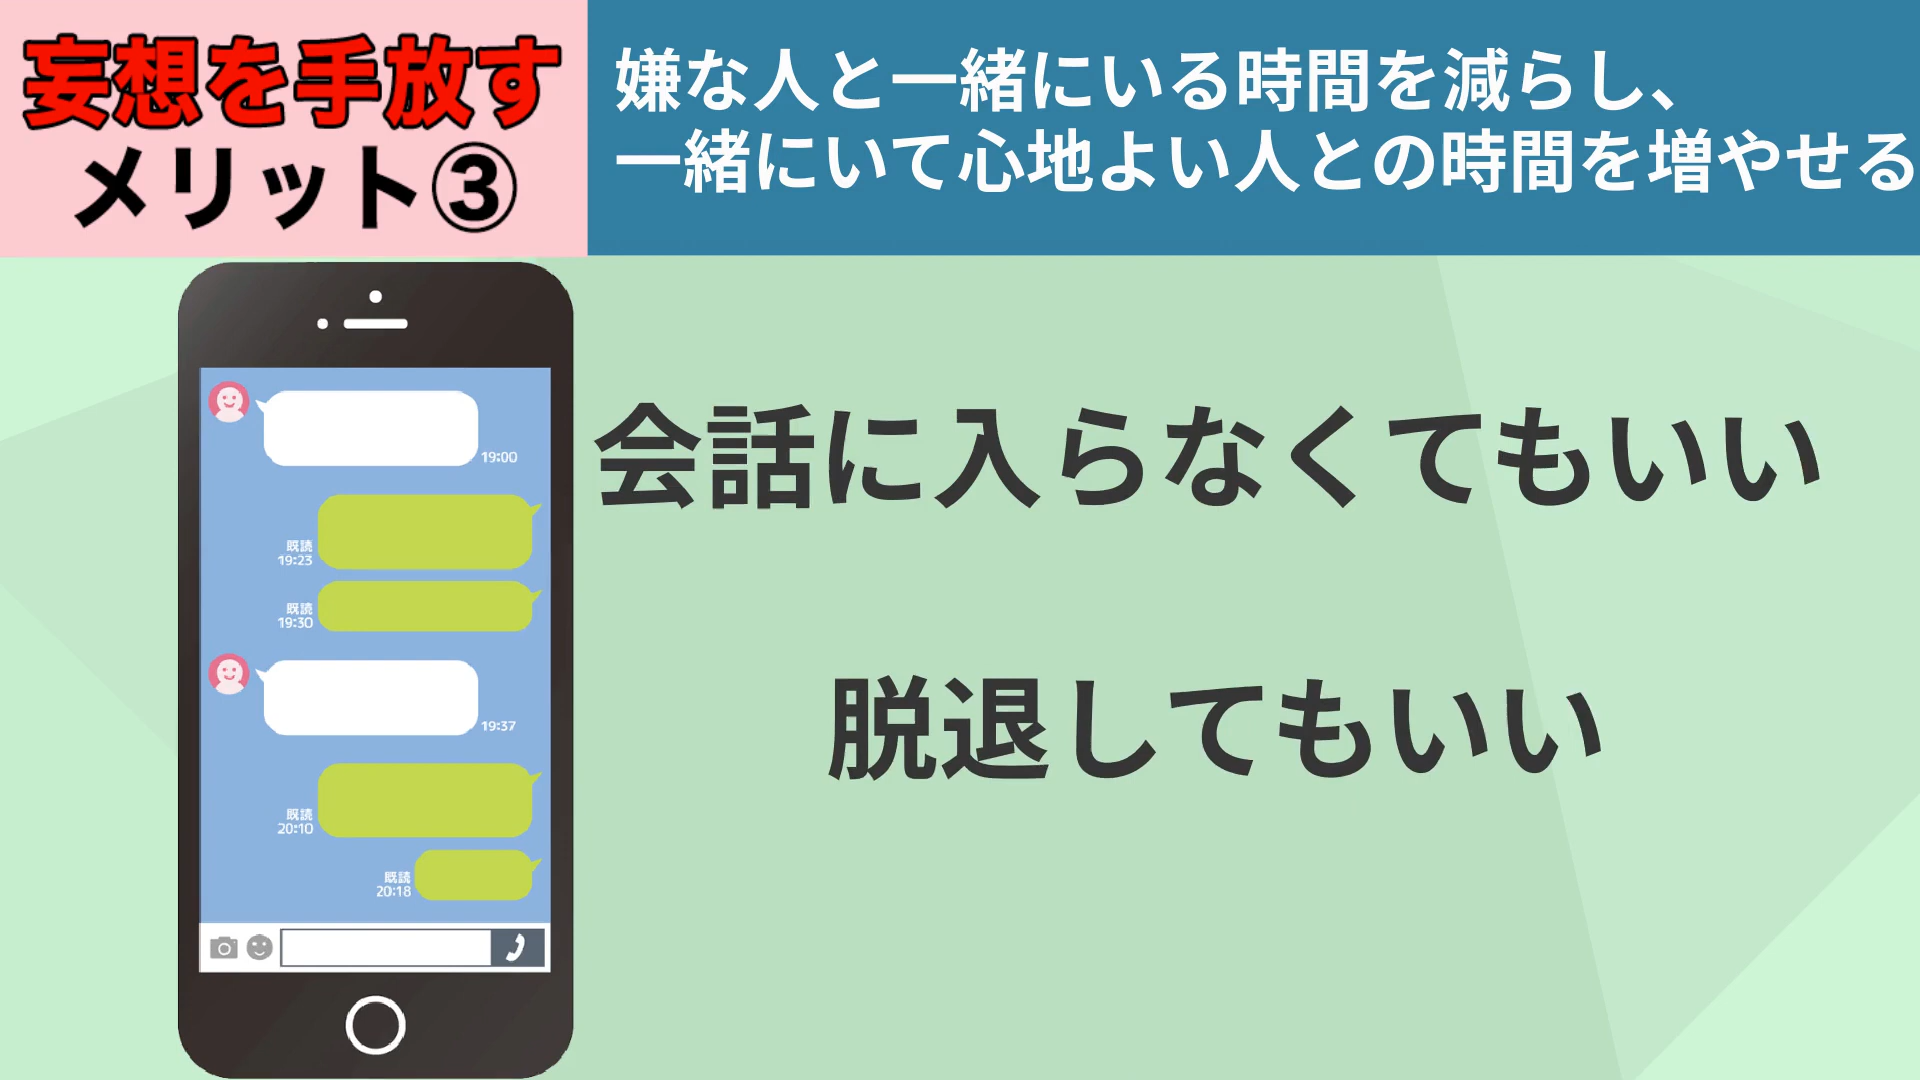 妄想を手放す
メリット③
嫌な人と一緒にいる時間を減らし、
一緒にいて心地よい人との時間を増やせる
19:00
既読
19:23
既読
19:30
19:37
既読
20:10
既読
20:18
会話に入らなくてもいい
脱退してもいい